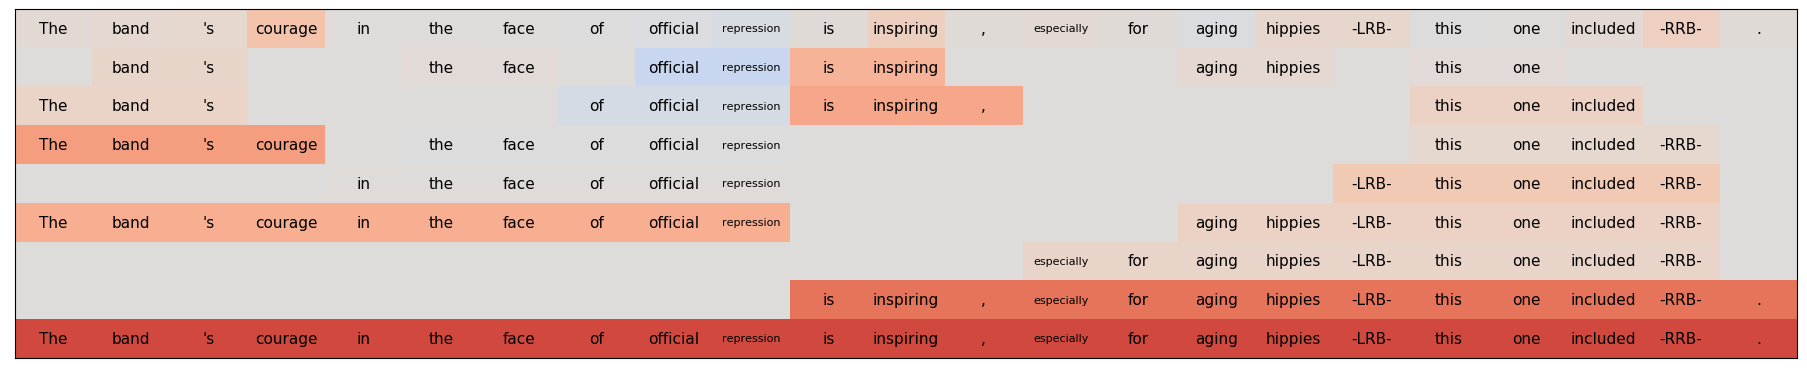 The band 's courage in the face of official repression is inspiring , especially for aging hippies -LRB- this one included -RRB- .
band 's the face official repression is inspiring aging hippies this one
The band 's of official repression is inspiring , this one included
The band 's courage the face of official repression this one included -RRB-
in the face of official repression -LRB- this one included -RRB-
The band 's courage in the face of official repression aging hippies -LRB- this one included -RRB-
especially for aging hippies -LRB- this one included -RRB-
is inspiring , especially for aging hippies -LRB- this one included -RRB- .
The band 's courage in the face of official repression is inspiring , especially for aging hippies -LRB- this one included -RRB- .